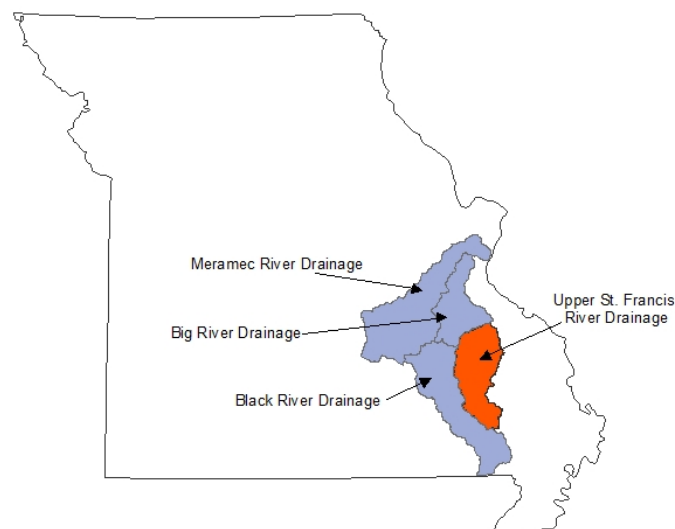 Meramec River Drainage
Upper St. Francis
River Drainage
Big River Drainage
Black River Drainage